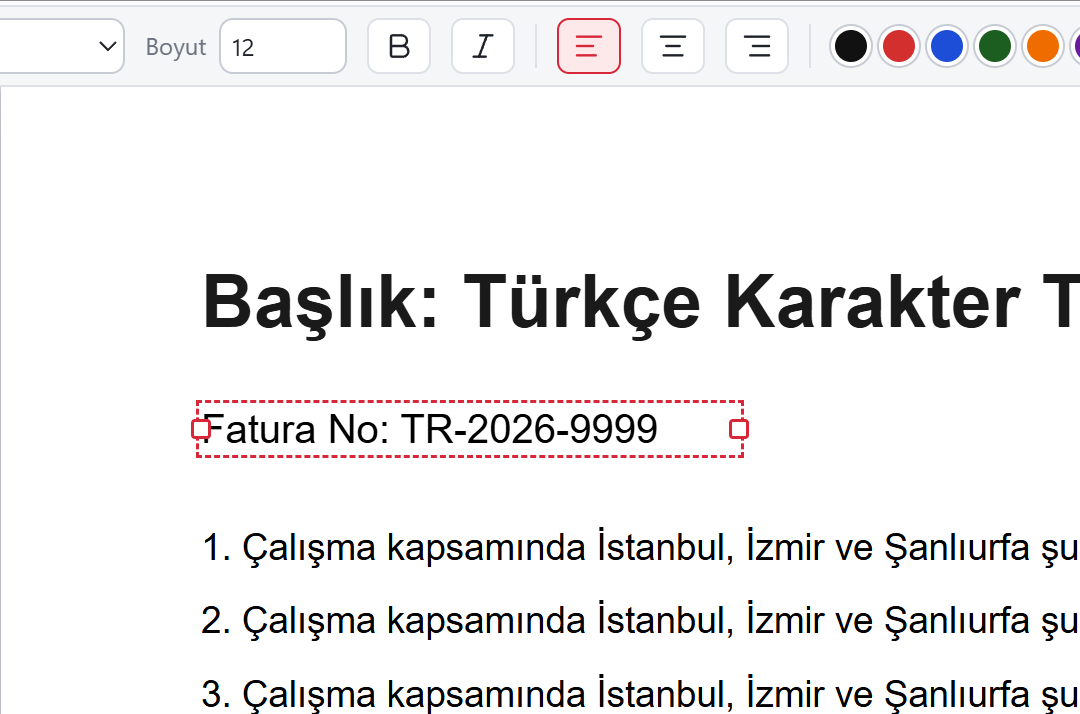 Boyut 12 B I
Başlık: Türkçe Karakter T
Fatura No: TR-2026-9999
1. Çalışma kapsamında İstanbul, İzmir ve Şanlıurfa şu
2. Çalışma kapsamında İstanbul, İzmir ve Şanlıurfa şu
3. Çalışma kapsamında İstanbul, İzmir ve Şanlıurfa şu